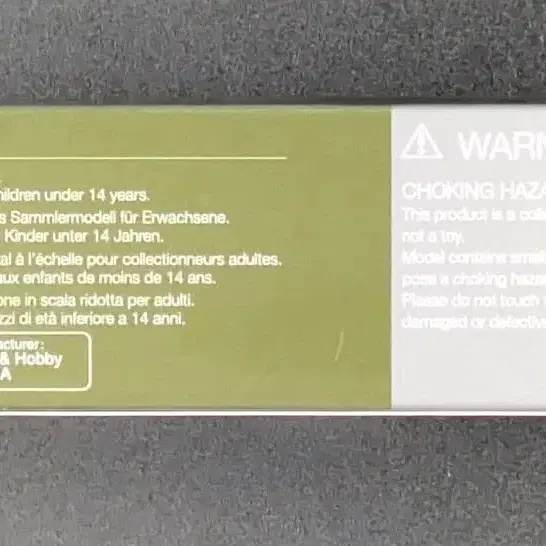 children under 14 years.
s Sammlermodell für Erwachsene.
Kinder unter 14 Jahren.
al à l'échelle pour collectionneurs adultes.
aux enfants de moins de 14 ans.
one in scala ridotta per adulti.
zzi di età inferiore a 14 anni.
acturer:
& Hobby
A
WARN
CHOKING HAZA
This product is a colle
not a toy.
Model contains small
pose a choking hazar
Please do not touch
damaged or defective